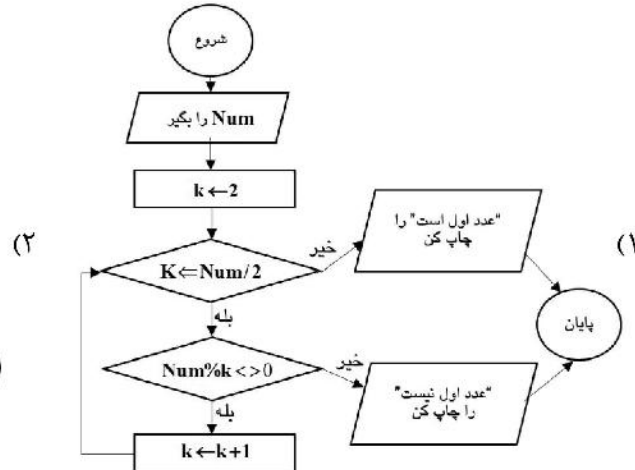 شروع
Num را بگیر
k←2
K⇐Num/2
خیر
"عدد اول است" را
چاپ کن
بله
Num%k<>0
خیر
"عدد اول نیست"
را چاپ کن
بله
k←k+1
پایان
(۱
(۲